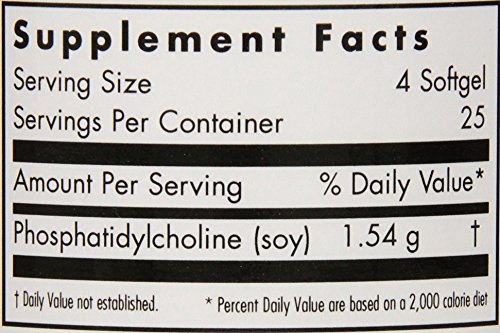 Supplement Facts
Serving Size 4 Softgel
Servings Per Container 25
Amount Per Serving % Daily Value*
Phosphatidylcholine (soy) 1.54 g †
† Daily Value not established. * Percent Daily Value are based on a 2,000 calorie diet